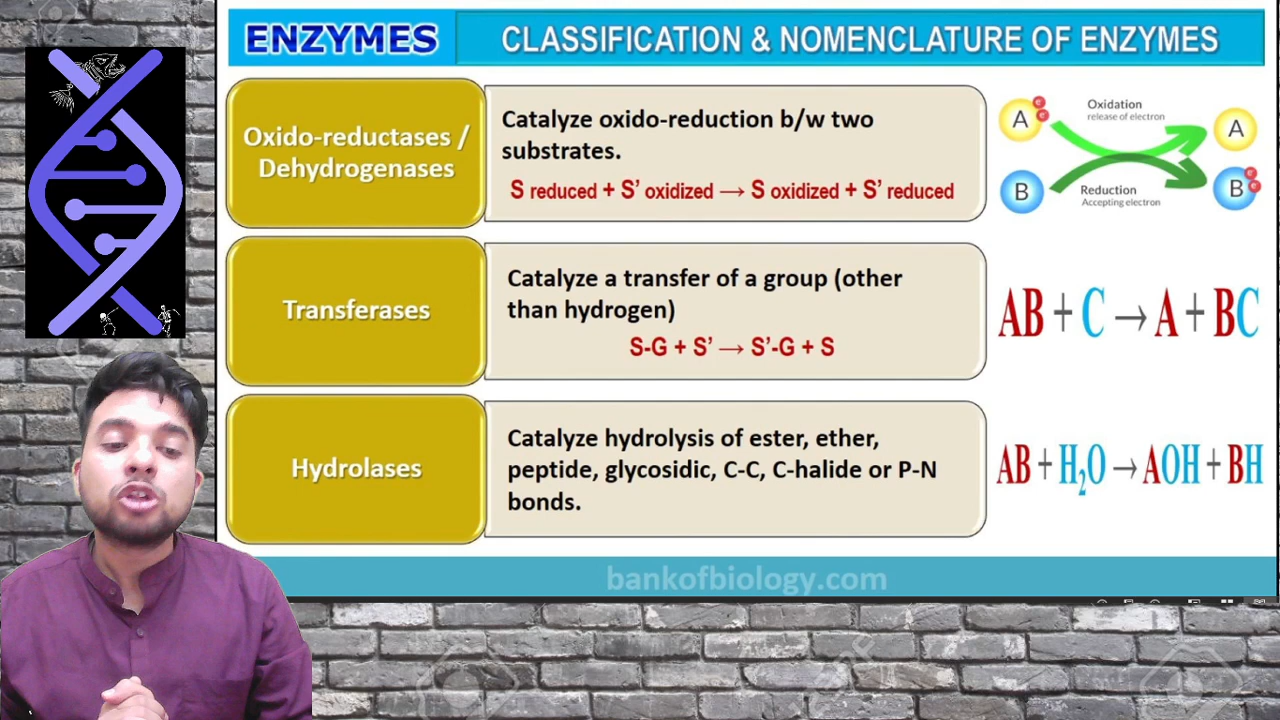 ENZYMES
CLASSIFICATION & NOMENCLATURE OF ENZYMES
Oxido-reductases /
Dehydrogenases
Catalyze oxido-reduction b/w two
substrates.
S reduced + S’ oxidized → S oxidized + S’ reduced
A
e
e
Oxidation
release of electron
A
B
Reduction
Accepting electron
B
e
e
Transferases
Catalyze a transfer of a group (other
than hydrogen)
S-G + S’ → S’-G + S
AB + C → A + BC
Hydrolases
Catalyze hydrolysis of ester, ether,
peptide, glycosidic, C-C, C-halide or P-N
bonds.
AB + H₂O → AOH + BH
bankofbiology.com